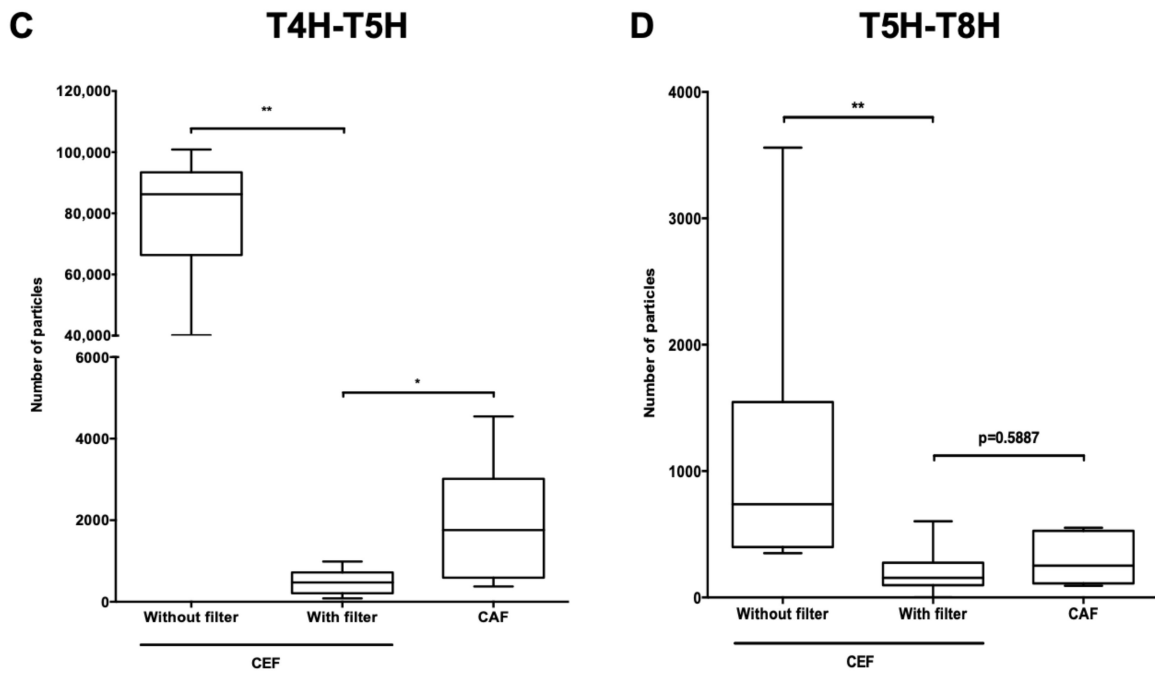 C
T4H-T5H
Number of particles
120,000
100,000
80,000
60,000
40,000
6000
4000
2000
0
**
*
Without filter
With filter
CAF
CEF
D
T5H-T8H
Number of particles
4000
3000
2000
1000
0
**
p=0.5887
Without filter
With filter
CAF
CEF